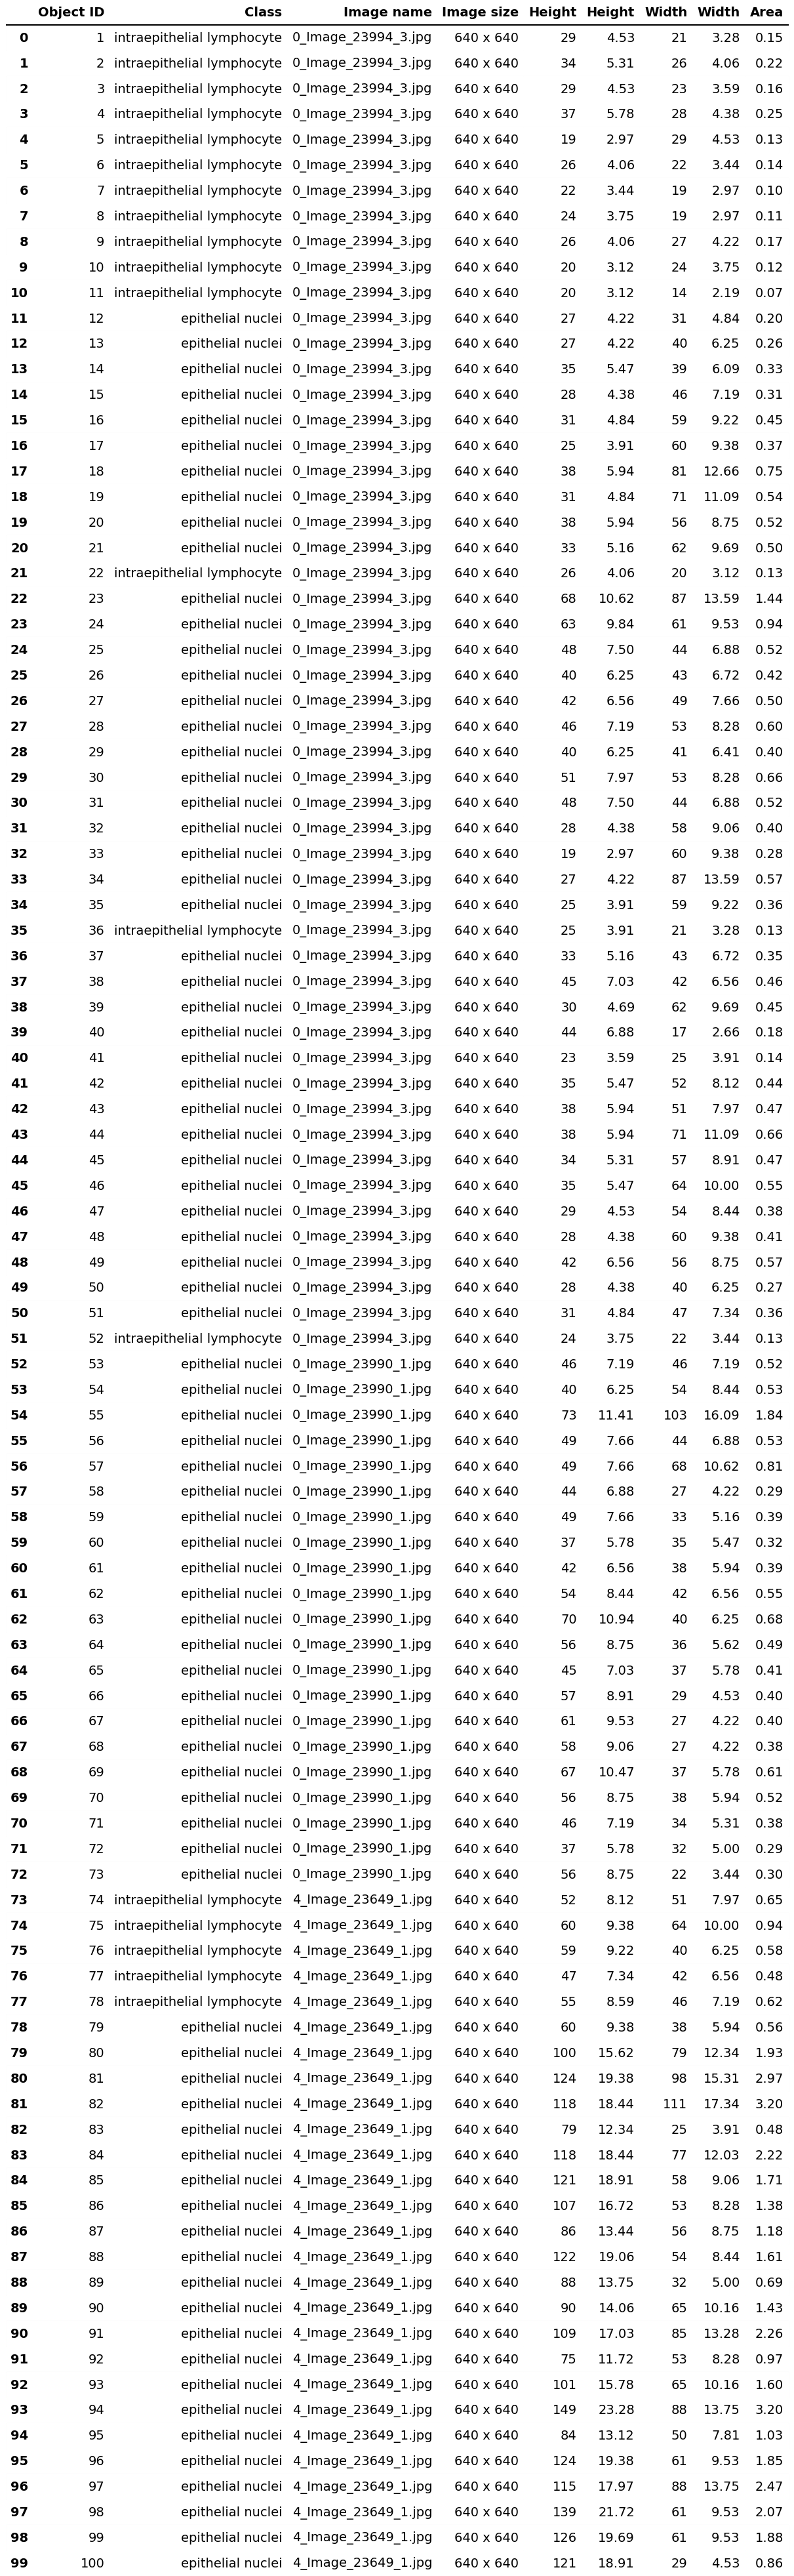 Object ID Class Image name Image size Height Height Width Width Area
0 1 intraepithelial lymphocyte 0_Image_23994_3.jpg 640 x 640 29 4.53 21 3.28 0.15
1 2 intraepithelial lymphocyte 0_Image_23994_3.jpg 640 x 640 34 5.31 26 4.06 0.22
2 3 intraepithelial lymphocyte 0_Image_23994_3.jpg 640 x 640 29 4.53 23 3.59 0.16
3 4 intraepithelial lymphocyte 0_Image_23994_3.jpg 640 x 640 37 5.78 28 4.38 0.25
4 5 intraepithelial lymphocyte 0_Image_23994_3.jpg 640 x 640 19 2.97 29 4.53 0.13
5 6 intraepithelial lymphocyte 0_Image_23994_3.jpg 640 x 640 26 4.06 22 3.44 0.14
6 7 intraepithelial lymphocyte 0_Image_23994_3.jpg 640 x 640 22 3.44 19 2.97 0.10
7 8 intraepithelial lymphocyte 0_Image_23994_3.jpg 640 x 640 24 3.75 19 2.97 0.11
8 9 intraepithelial lymphocyte 0_Image_23994_3.jpg 640 x 640 26 4.06 27 4.22 0.17
9 10 intraepithelial lymphocyte 0_Image_23994_3.jpg 640 x 640 20 3.12 24 3.75 0.12
10 11 intraepithelial lymphocyte 0_Image_23994_3.jpg 640 x 640 20 3.12 14 2.19 0.07
11 12 epithelial nuclei 0_Image_23994_3.jpg 640 x 640 27 4.22 31 4.84 0.20
12 13 epithelial nuclei 0_Image_23994_3.jpg 640 x 640 27 4.22 40 6.25 0.26
13 14 epithelial nuclei 0_Image_23994_3.jpg 640 x 640 35 5.47 39 6.09 0.33
14 15 epithelial nuclei 0_Image_23994_3.jpg 640 x 640 28 4.38 46 7.19 0.31
15 16 epithelial nuclei 0_Image_23994_3.jpg 640 x 640 31 4.84 59 9.22 0.45
16 17 epithelial nuclei 0_Image_23994_3.jpg 640 x 640 25 3.91 60 9.38 0.37
17 18 epithelial nuclei 0_Image_23994_3.jpg 640 x 640 38 5.94 81 12.66 0.75
18 19 epithelial nuclei 0_Image_23994_3.jpg 640 x 640 31 4.84 71 11.09 0.54
19 20 epithelial nuclei 0_Image_23994_3.jpg 640 x 640 38 5.94 56 8.75 0.52
20 21 epithelial nuclei 0_Image_23994_3.jpg 640 x 640 33 5.16 62 9.69 0.50
21 22 intraepithelial lymphocyte 0_Image_23994_3.jpg 640 x 640 26 4.06 20 3.12 0.13
22 23 epithelial nuclei 0_Image_23994_3.jpg 640 x 640 68 10.62 87 13.59 1.44
23 24 epithelial nuclei 0_Image_23994_3.jpg 640 x 640 63 9.84 61 9.53 0.94
24 25 epithelial nuclei 0_Image_23994_3.jpg 640 x 640 48 7.50 44 6.88 0.52
25 26 epithelial nuclei 0_Image_23994_3.jpg 640 x 640 40 6.25 43 6.72 0.42
26 27 epithelial nuclei 0_Image_23994_3.jpg 640 x 640 42 6.56 49 7.66 0.50
27 28 epithelial nuclei 0_Image_23994_3.jpg 640 x 640 46 7.19 53 8.28 0.60
28 29 epithelial nuclei 0_Image_23994_3.jpg 640 x 640 40 6.25 41 6.41 0.40
29 30 epithelial nuclei 0_Image_23994_3.jpg 640 x 640 51 7.97 53 8.28 0.66
30 31 epithelial nuclei 0_Image_23994_3.jpg 640 x 640 48 7.50 44 6.88 0.52
31 32 epithelial nuclei 0_Image_23994_3.jpg 640 x 640 28 4.38 58 9.06 0.40
32 33 epithelial nuclei 0_Image_23994_3.jpg 640 x 640 19 2.97 60 9.38 0.28
33 34 epithelial nuclei 0_Image_23994_3.jpg 640 x 640 27 4.22 87 13.59 0.57
34 35 epithelial nuclei 0_Image_23994_3.jpg 640 x 640 25 3.91 59 9.22 0.36
35 36 intraepithelial lymphocyte 0_Image_23994_3.jpg 640 x 640 25 3.91 21 3.28 0.13
36 37 epithelial nuclei 0_Image_23994_3.jpg 640 x 640 33 5.16 43 6.72 0.35
37 38 epithelial nuclei 0_Image_23994_3.jpg 640 x 640 45 7.03 42 6.56 0.46
38 39 epithelial nuclei 0_Image_23994_3.jpg 640 x 640 30 4.69 62 9.69 0.45
39 40 epithelial nuclei 0_Image_23994_3.jpg 640 x 640 44 6.88 17 2.66 0.18
40 41 epithelial nuclei 0_Image_23994_3.jpg 640 x 640 23 3.59 25 3.91 0.14
41 42 epithelial nuclei 0_Image_23994_3.jpg 640 x 640 35 5.47 52 8.12 0.44
42 43 epithelial nuclei 0_Image_23994_3.jpg 640 x 640 38 5.94 51 7.97 0.47
43 44 epithelial nuclei 0_Image_23994_3.jpg 640 x 640 38 5.94 71 11.09 0.66
44 45 epithelial nuclei 0_Image_23994_3.jpg 640 x 640 34 5.31 57 8.91 0.47
45 46 epithelial nuclei 0_Image_23994_3.jpg 640 x 640 35 5.47 64 10.00 0.55
46 47 epithelial nuclei 0_Image_23994_3.jpg 640 x 640 29 4.53 54 8.44 0.38
47 48 epithelial nuclei 0_Image_23994_3.jpg 640 x 640 28 4.38 60 9.38 0.41
48 49 epithelial nuclei 0_Image_23994_3.jpg 640 x 640 42 6.56 56 8.75 0.57
49 50 epithelial nuclei 0_Image_23994_3.jpg 640 x 640 28 4.38 40 6.25 0.27
50 51 epithelial nuclei 0_Image_23994_3.jpg 640 x 640 31 4.84 47 7.34 0.36
51 52 intraepithelial lymphocyte 0_Image_23994_3.jpg 640 x 640 24 3.75 22 3.44 0.13
52 53 epithelial nuclei 0_Image_23990_1.jpg 640 x 640 46 7.19 46 7.19 0.52
53 54 epithelial nuclei 0_Image_23990_1.jpg 640 x 640 40 6.25 54 8.44 0.53
54 55 epithelial nuclei 0_Image_23990_1.jpg 640 x 640 73 11.41 103 16.09 1.84
55 56 epithelial nuclei 0_Image_23990_1.jpg 640 x 640 49 7.66 44 6.88 0.53
56 57 epithelial nuclei 0_Image_23990_1.jpg 640 x 640 49 7.66 68 10.62 0.81
57 58 epithelial nuclei 0_Image_23990_1.jpg 640 x 640 44 6.88 27 4.22 0.29
58 59 epithelial nuclei 0_Image_23990_1.jpg 640 x 640 49 7.66 33 5.16 0.39
59 60 epithelial nuclei 0_Image_23990_1.jpg 640 x 640 37 5.78 35 5.47 0.32
60 61 epithelial nuclei 0_Image_23990_1.jpg 640 x 640 42 6.56 38 5.94 0.39
61 62 epithelial nuclei 0_Image_23990_1.jpg 640 x 640 54 8.44 42 6.56 0.55
62 63 epithelial nuclei 0_Image_23990_1.jpg 640 x 640 70 10.94 40 6.25 0.68
63 64 epithelial nuclei 0_Image_23990_1.jpg 640 x 640 56 8.75 36 5.62 0.49
64 65 epithelial nuclei 0_Image_23990_1.jpg 640 x 640 45 7.03 37 5.78 0.41
65 66 epithelial nuclei 0_Image_23990_1.jpg 640 x 640 57 8.91 29 4.53 0.40
66 67 epithelial nuclei 0_Image_23990_1.jpg 640 x 640 61 9.53 27 4.22 0.40
67 68 epithelial nuclei 0_Image_23990_1.jpg 640 x 640 58 9.06 27 4.22 0.38
68 69 epithelial nuclei 0_Image_23990_1.jpg 640 x 640 67 10.47 37 5.78 0.61
69 70 epithelial nuclei 0_Image_23990_1.jpg 640 x 640 56 8.75 38 5.94 0.52
70 71 epithelial nuclei 0_Image_23990_1.jpg 640 x 640 46 7.19 34 5.31 0.38
71 72 epithelial nuclei 0_Image_23990_1.jpg 640 x 640 37 5.78 32 5.00 0.29
72 73 epithelial nuclei 0_Image_23990_1.jpg 640 x 640 56 8.75 22 3.44 0.30
73 74 intraepithelial lymphocyte 4_Image_23649_1.jpg 640 x 640 52 8.12 51 7.97 0.65
74 75 intraepithelial lymphocyte 4_Image_23649_1.jpg 640 x 640 60 9.38 64 10.00 0.94
75 76 intraepithelial lymphocyte 4_Image_23649_1.jpg 640 x 640 59 9.22 40 6.25 0.58
76 77 intraepithelial lymphocyte 4_Image_23649_1.jpg 640 x 640 47 7.34 42 6.56 0.48
77 78 intraepithelial lymphocyte 4_Image_23649_1.jpg 640 x 640 55 8.59 46 7.19 0.62
78 79 epithelial nuclei 4_Image_23649_1.jpg 640 x 640 60 9.38 38 5.94 0.56
79 80 epithelial nuclei 4_Image_23649_1.jpg 640 x 640 100 15.62 79 12.34 1.93
80 81 epithelial nuclei 4_Image_23649_1.jpg 640 x 640 124 19.38 98 15.31 2.97
81 82 epithelial nuclei 4_Image_23649_1.jpg 640 x 640 118 18.44 111 17.34 3.20
82 83 epithelial nuclei 4_Image_23649_1.jpg 640 x 640 79 12.34 25 3.91 0.48
83 84 epithelial nuclei 4_Image_23649_1.jpg 640 x 640 118 18.44 77 12.03 2.22
84 85 epithelial nuclei 4_Image_23649_1.jpg 640 x 640 121 18.91 58 9.06 1.71
85 86 epithelial nuclei 4_Image_23649_1.jpg 640 x 640 107 16.72 53 8.28 1.38
86 87 epithelial nuclei 4_Image_23649_1.jpg 640 x 640 86 13.44 56 8.75 1.18
87 88 epithelial nuclei 4_Image_23649_1.jpg 640 x 640 122 19.06 54 8.44 1.61
88 89 epithelial nuclei 4_Image_23649_1.jpg 640 x 640 88 13.75 32 5.00 0.69
89 90 epithelial nuclei 4_Image_23649_1.jpg 640 x 640 90 14.06 65 10.16 1.43
90 91 epithelial nuclei 4_Image_23649_1.jpg 640 x 640 109 17.03 85 13.28 2.26
91 92 epithelial nuclei 4_Image_23649_1.jpg 640 x 640 75 11.72 53 8.28 0.97
92 93 epithelial nuclei 4_Image_23649_1.jpg 640 x 640 101 15.78 65 10.16 1.60
93 94 epithelial nuclei 4_Image_23649_1.jpg 640 x 640 149 23.28 88 13.75 3.20
94 95 epithelial nuclei 4_Image_23649_1.jpg 640 x 640 84 13.12 50 7.81 1.03
95 96 epithelial nuclei 4_Image_23649_1.jpg 640 x 640 124 19.38 61 9.53 1.85
96 97 epithelial nuclei 4_Image_23649_1.jpg 640 x 640 115 17.97 88 13.75 2.47
97 98 epithelial nuclei 4_Image_23649_1.jpg 640 x 640 139 21.72 61 9.53 2.07
98 99 epithelial nuclei 4_Image_23649_1.jpg 640 x 640 126 19.69 61 9.53 1.88
99 100 epithelial nuclei 4_Image_23649_1.jpg 640 x 640 121 18.91 29 4.53 0.86